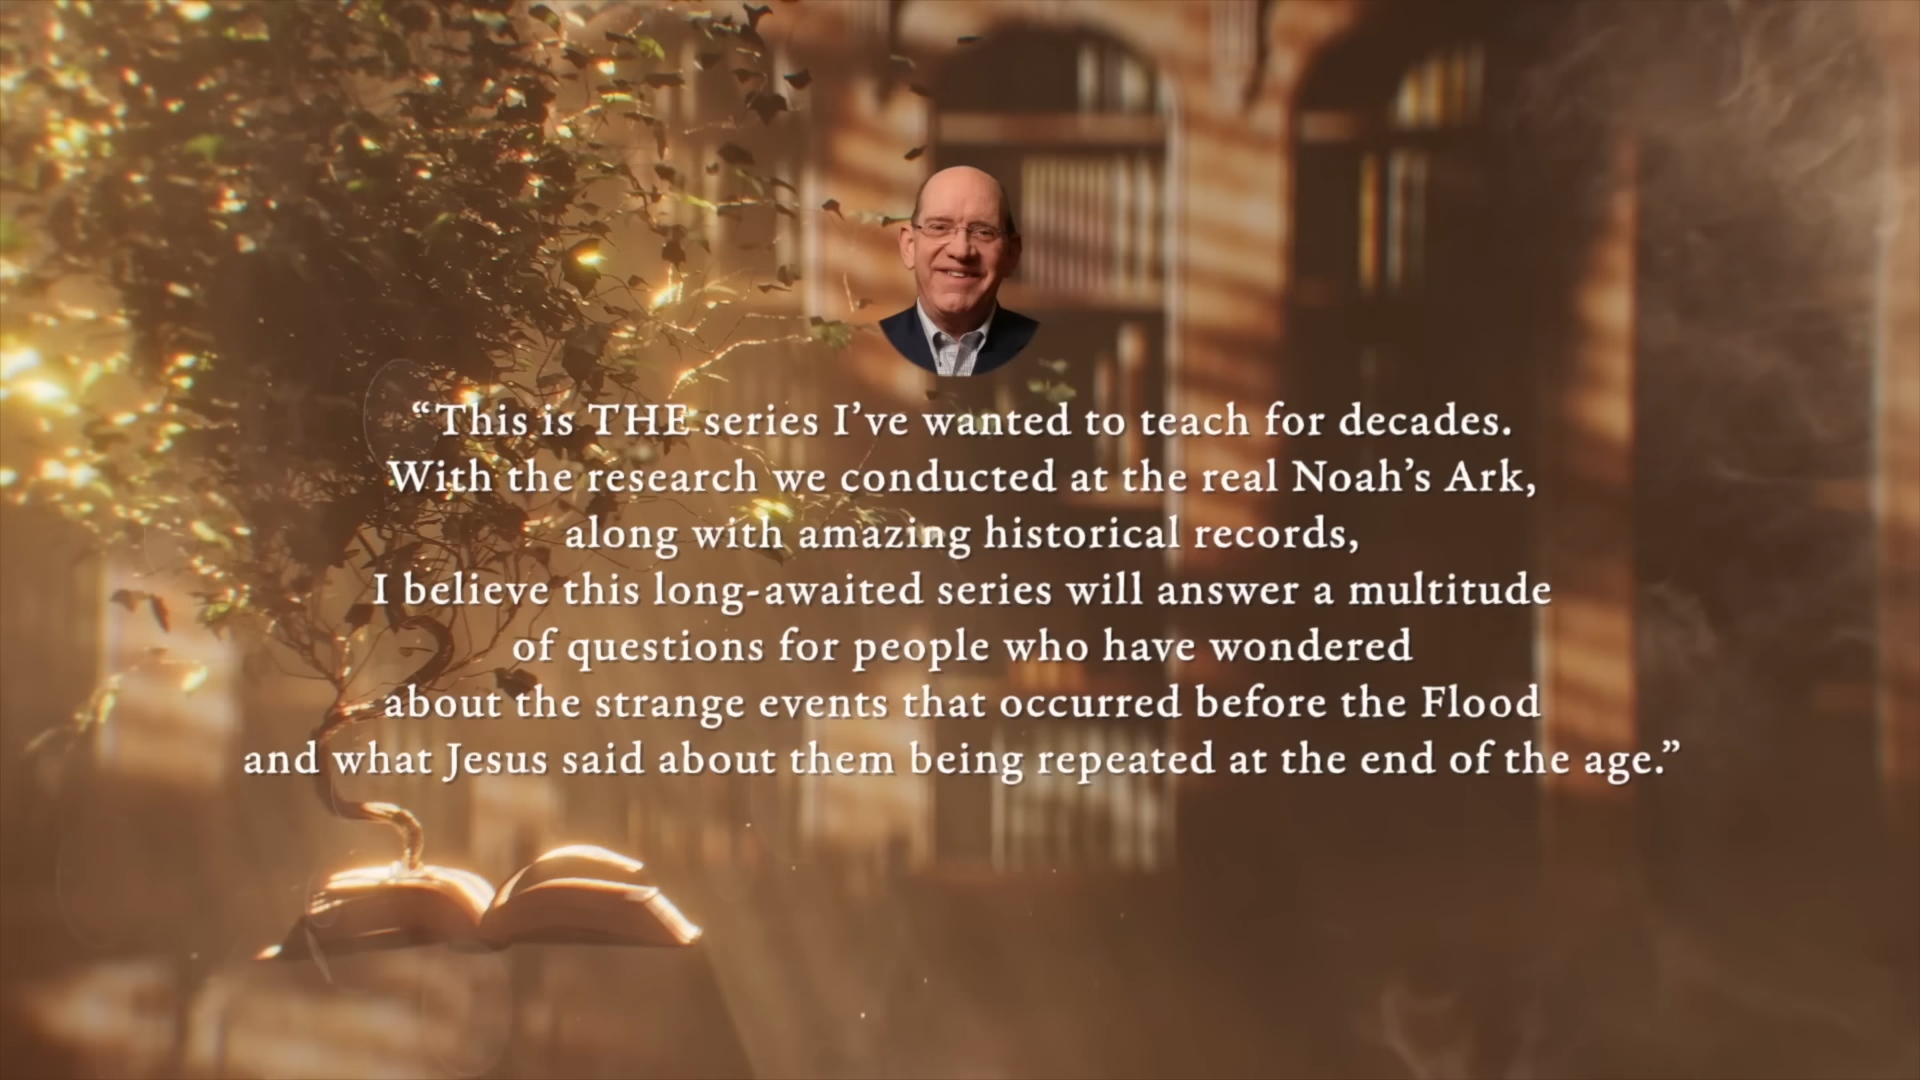 “This is THE series I’ve wanted to teach for decades.
With the research we conducted at the real Noah’s Ark,
along with amazing historical records,
I believe this long-awaited series will answer a multitude
of questions for people who have wondered
about the strange events that occurred before the Flood
and what Jesus said about them being repeated at the end of the age.”